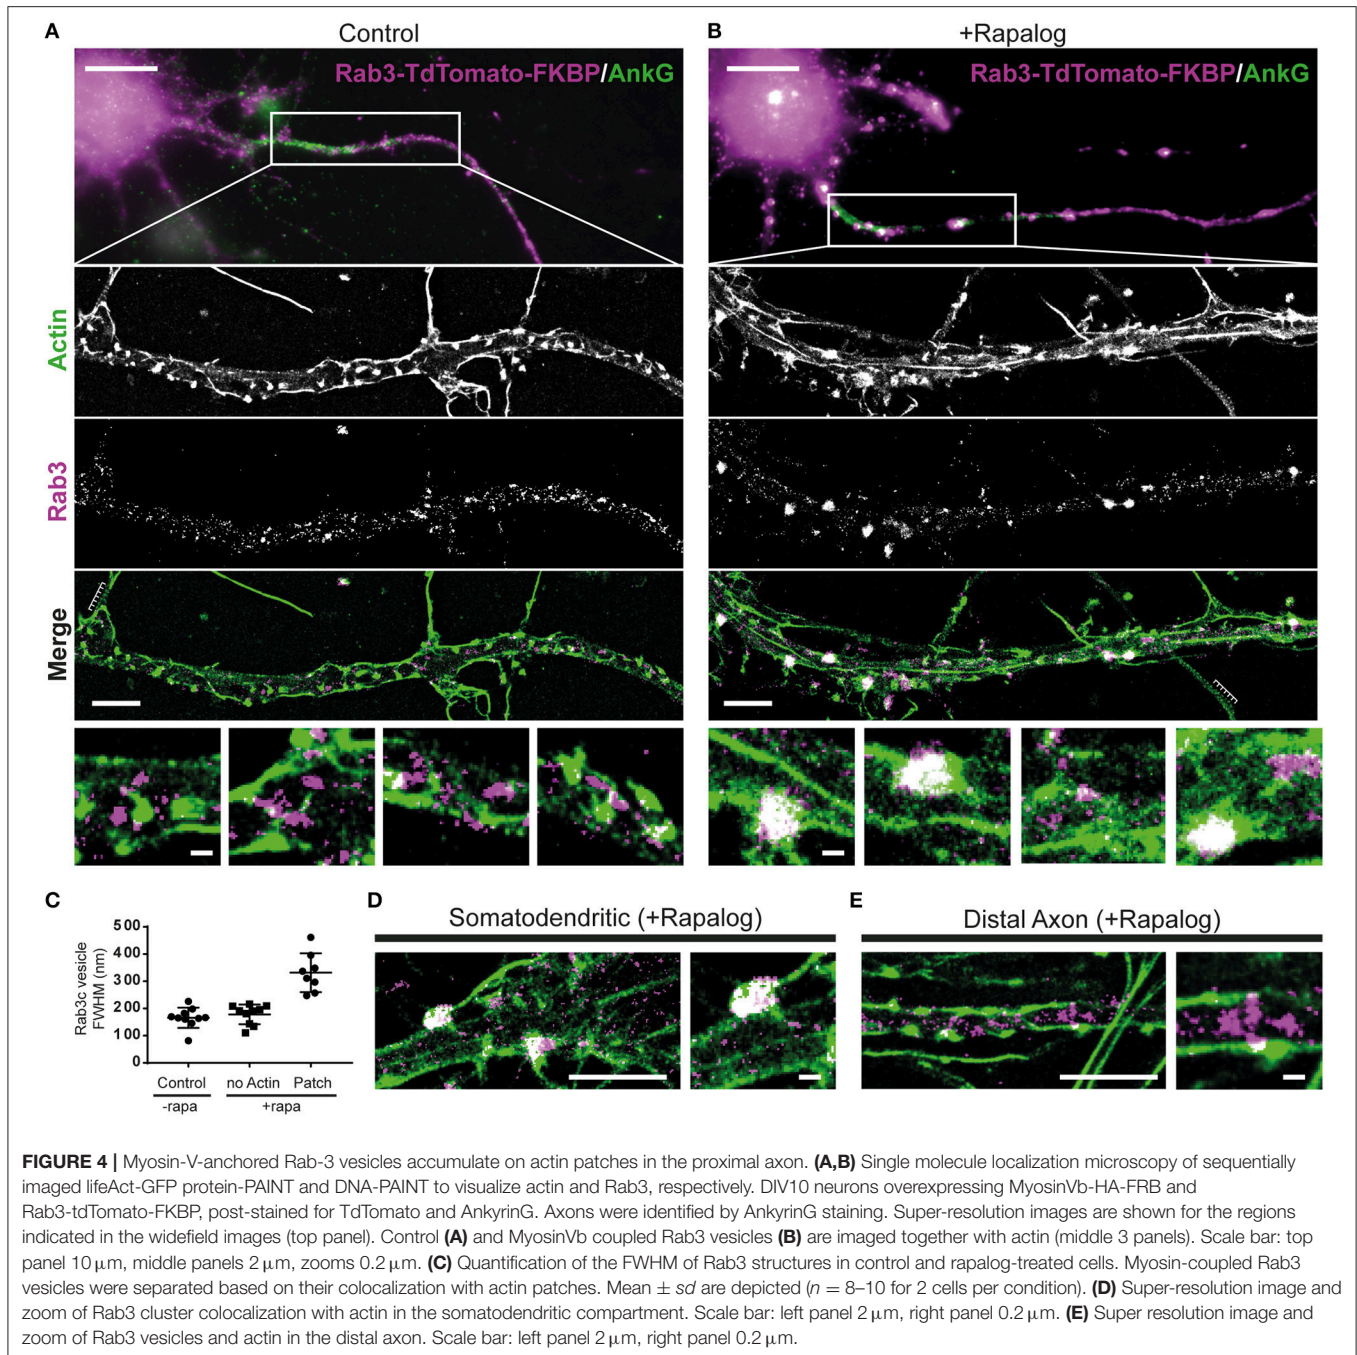 A
Control
B
+Rapalog
Rab3-TdTomato-FKBP/AnkG
Rab3-TdTomato-FKBP/AnkG
Actin
Rab3
Merge
C
500
400
300
200
100
0
Rab3c vesicle
FWHM (nm)
Control
no Actin
Patch
-rapa
+rapa
D
Somatodendritic (+Rapalog)
E
Distal Axon (+Rapalog)
FIGURE 4 | Myosin-V-anchored Rab-3 vesicles accumulate on actin patches in the proximal axon. (A,B) Single molecule localization microscopy of sequentially
imaged lifeAct-GFP protein-PAINT and DNA-PAINT to visualize actin and Rab3, respectively. DIV10 neurons overexpressing MyosinVb-HA-FRB and
Rab3-tdTomato-FKBP, post-stained for TdTomato and AnkyrinG. Axons were identified by AnkyrinG staining. Super-resolution images are shown for the regions
indicated in the widefield images (top panel). Control (A) and MyosinVb coupled Rab3 vesicles (B) are imaged together with actin (middle 3 panels). Scale bar: top
panel 10 μm, middle panels 2 μm, zooms 0.2 μm. (C) Quantification of the FWHM of Rab3 structures in control and rapalog-treated cells. Myosin-coupled Rab3
vesicles were separated based on their colocalization with actin patches. Mean ± sd are depicted (n = 8–10 for 2 cells per condition). (D) Super-resolution image and
zoom of Rab3 cluster colocalization with actin in the somatodendritic compartment. Scale bar: left panel 2 μm, right panel 0.2 μm. (E) Super resolution image and
zoom of Rab3 vesicles and actin in the distal axon. Scale bar: left panel 2 μm, right panel 0.2 μm.